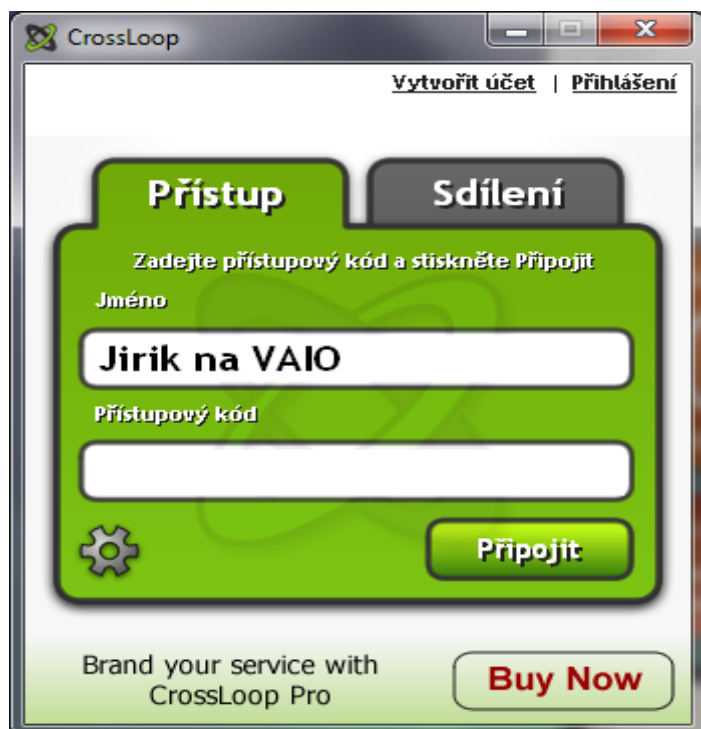 CrossLoop
Vytvořit účet | Přihlášení
Přístup Sdílení
Zadejte přístupový kód a stiskněte Připojit
Jméno
Jirik na VAIO
Přístupový kód
Připojit
Brand your service with
CrossLoop Pro
Buy Now